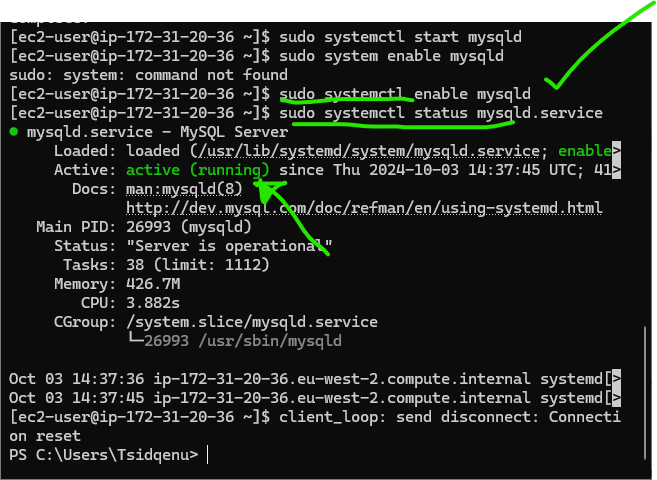 [ec2-user@ip-172-31-20-36 ~]$ sudo systemctl start mysqld
[ec2-user@ip-172-31-20-36 ~]$ sudo system enable mysqld
sudo: system: command not found
[ec2-user@ip-172-31-20-36 ~]$ sudo systemctl enable mysqld
[ec2-user@ip-172-31-20-36 ~]$ sudo systemctl status mysqld.service
● mysqld.service - MySQL Server
Loaded: loaded (/usr/lib/systemd/system/mysqld.service; enable>
Active: active (running) since Thu 2024-10-03 14:37:45 UTC; 41>
Docs: man:mysqld(8)
http://dev.mysql.com/doc/refman/en/using-systemd.html
Main PID: 26993 (mysqld)
Status: "Server is operational"
Tasks: 38 (limit: 1112)
Memory: 426.7M
CPU: 3.882s
CGroup: /system.slice/mysqld.service
└─26993 /usr/sbin/mysqld
Oct 03 14:37:36 ip-172-31-20-36.eu-west-2.compute.internal systemd[>
Oct 03 14:37:45 ip-172-31-20-36.eu-west-2.compute.internal systemd[>
[ec2-user@ip-172-31-20-36 ~]$ client_loop: send disconnect: Connecti
on reset
PS C:\Users\Tsidqenu>